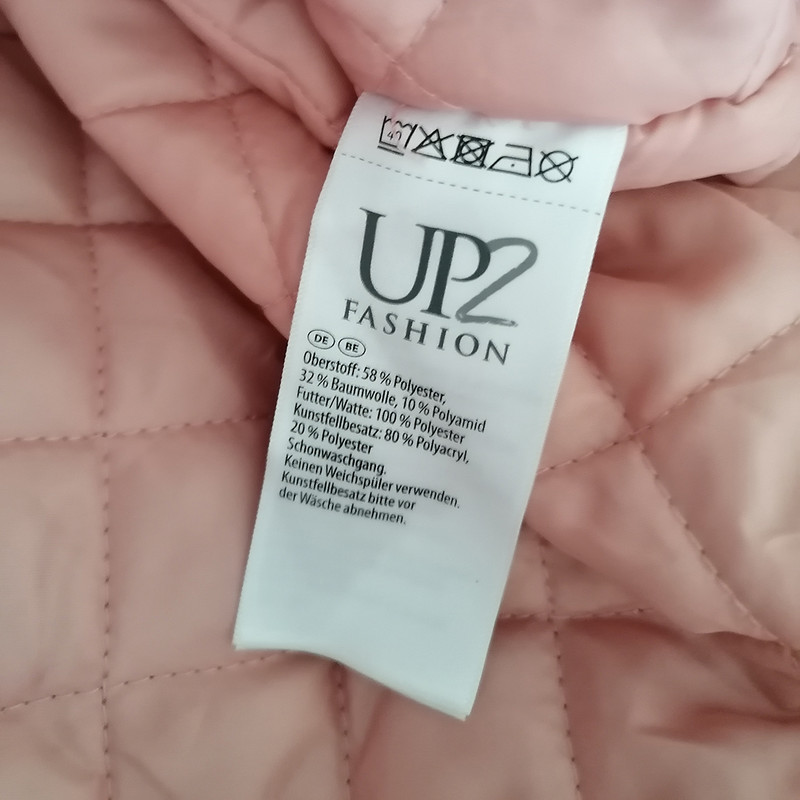 40
UP2
FASHION
DE BE
Oberstoff: 58 % Polyester,
32 % Baumwolle, 10 % Polyamid
Futter/Watte: 100 % Polyester
Kunstfellbesatz: 80 % Polyacryl,
20 % Polyester
Schonwaschgang.
Keinen Weichspüler verwenden.
Kunstfellbesatz bitte vor
der Wäsche abnehmen.